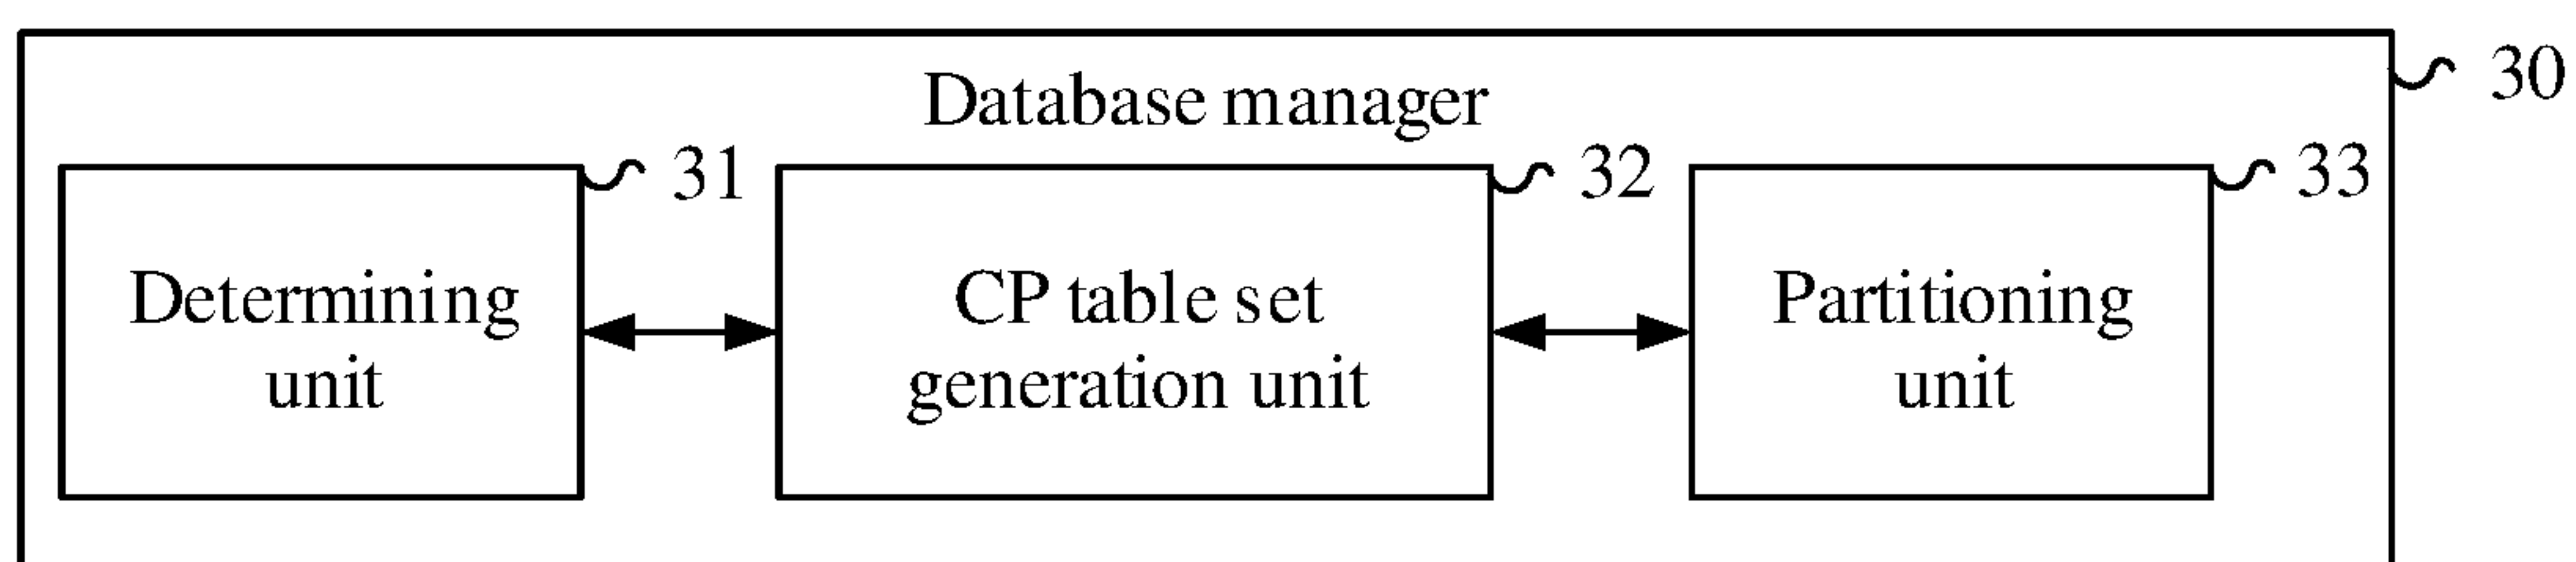 Database manager
30
31
32
33
Determining
unit
CP table set
generation unit
Partitioning
unit